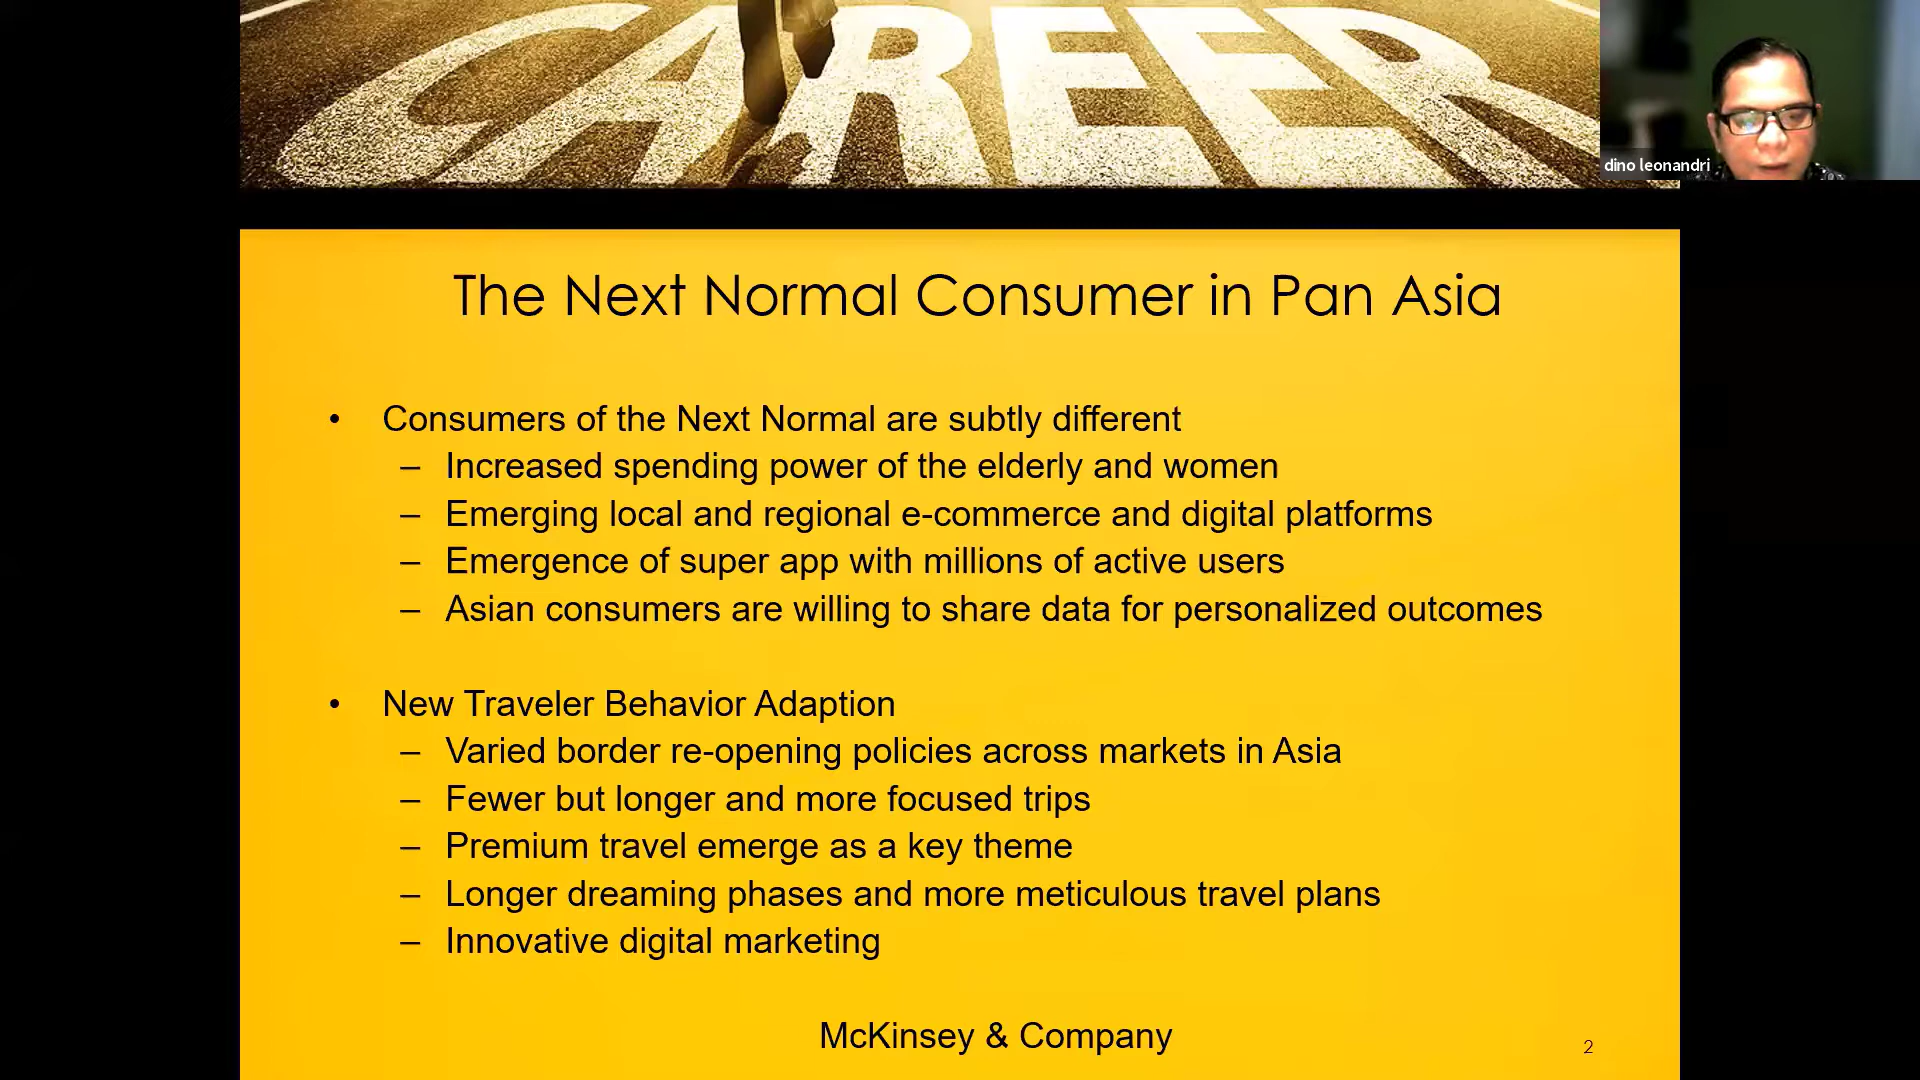 CAREER
dino leonandri
The Next Normal Consumer in Pan Asia
• Consumers of the Next Normal are subtly different
– Increased spending power of the elderly and women
– Emerging local and regional e-commerce and digital platforms
– Emergence of super app with millions of active users
– Asian consumers are willing to share data for personalized outcomes
• New Traveler Behavior Adaption
– Varied border re-opening policies across markets in Asia
– Fewer but longer and more focused trips
– Premium travel emerge as a key theme
– Longer dreaming phases and more meticulous travel plans
– Innovative digital marketing
McKinsey & Company
2